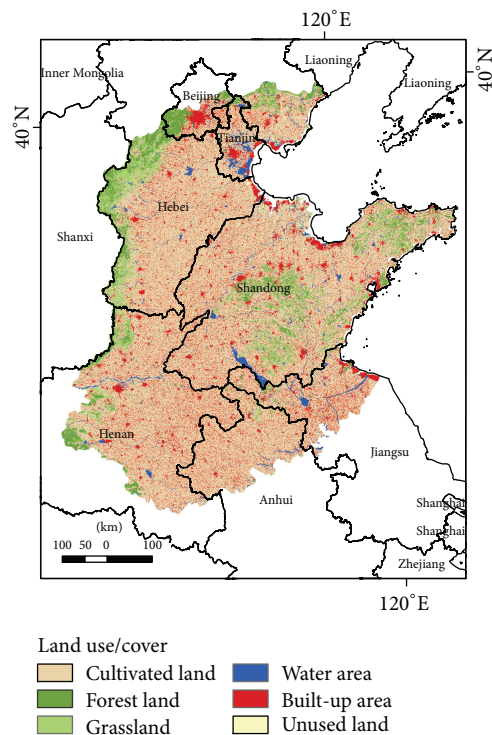 120°E
Inner Mongolia
Liaoning
Liaoning
40°N
Beijing
40°N
Tianjin
Hebei
Shanxi
Shandong
Henan
Jiangsu
Anhui
(km)
100 50 0 100
Shanghai
Shanghai
Zhejiang
120°E
Land use/cover
Cultivated land
Water area
Forest land
Built-up area
Grassland
Unused land